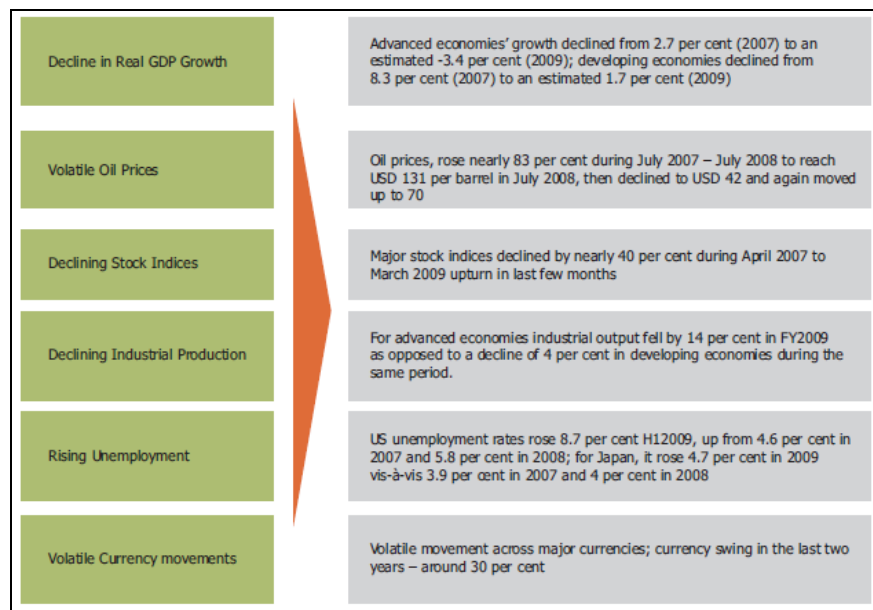 Decline in Real GDP Growth
Advanced economies’ growth declined from 2.7 per cent (2007) to an
estimated -3.4 per cent (2009); developing economies declined from
8.3 per cent (2007) to an estimated 1.7 per cent (2009)
Volatile Oil Prices
Oil prices, rose nearly 83 per cent during July 2007 – July 2008 to reach
USD 131 per barrel in July 2008, then declined to USD 42 and again moved
up to 70
Declining Stock Indices
Major stock indices declined by nearly 40 per cent during April 2007 to
March 2009 upturn in last few months
Declining Industrial Production
For advanced economies industrial output fell by 14 per cent in FY2009
as opposed to a decline of 4 per cent in developing economies during the
same period.
Rising Unemployment
US unemployment rates rose 8.7 per cent H12009, up from 4.6 per cent in
2007 and 5.8 per cent in 2008; for Japan, it rose 4.7 per cent in 2009
vis-à-vis 3.9 per cent in 2007 and 4 per cent in 2008
Volatile Currency movements
Volatile movement across major currencies; currency swing in the last two
years – around 30 per cent